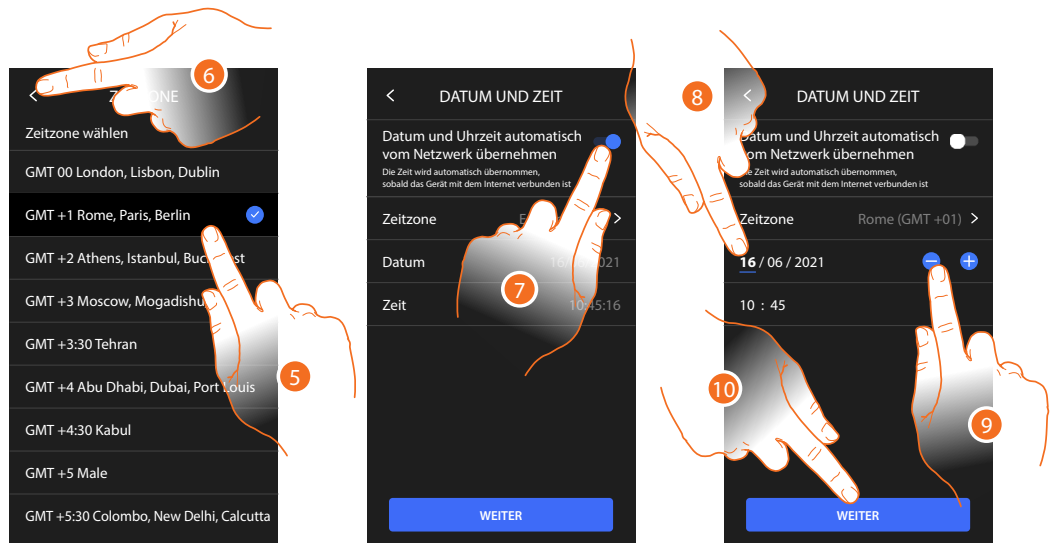 6
Z
ONE
Zeitzone wählen
GMT 00 London, Lisbon, Dublin
GMT +1 Rome, Paris, Berlin
GMT +2 Athens, Istanbul,
GMT +3 Moscow,
GMT +3:30 Tehran
GMT +4 Abu Dhabi, Dubai, Port Louis
5
GMT +4:30 Kabul
GMT +5 Male
GMT +5:30 Colombo, New Delhi, Calcutta
DATUM UND ZEIT
Datum und Uhrzeit automatisch
vom Netzwerk übernehmen
Die Zeit wird automatisch übernommen,
sobald das Gerät mit dem Internet verbunden ist
Zeitzone
Datum
7
Zeit 10:45:16
WEITER
8
DATUM UND ZEIT
Datum und Uhrzeit automatisch
vom Netzwerk übernehmen
Die Zeit wird automatisch übernommen,
sobald das Gerät mit dem Internet verbunden ist
Zeitzone Rome (GMT +01)
16 / 06 / 2021
10 : 45
10
9
WEITER